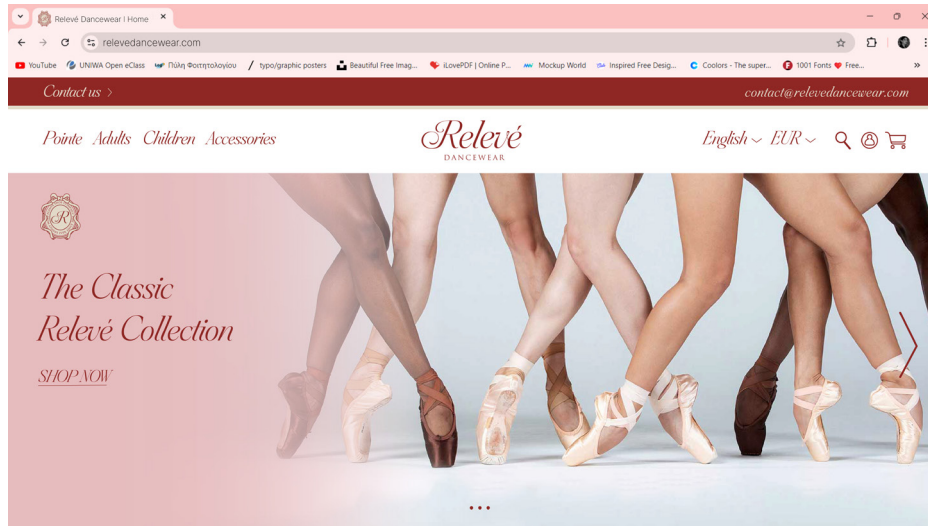 Relevé Dancewear I Home
relevedancewear.com
YouTube UNIWA Open eClass Πύλη Φοιτητολογίου typo/graphic posters Beautiful Free Imag... iLovePDF | Online P... Mockup World Inspired Free Desig... Coolors - The super... 1001 Fonts ❤ Free...
Contact us > contact@relevedancewear.com
Pointe Adults Children Accessories Relevé English EUR
DANCEWEAR
R
The Classic
Relevé Collection
SHOP NOW